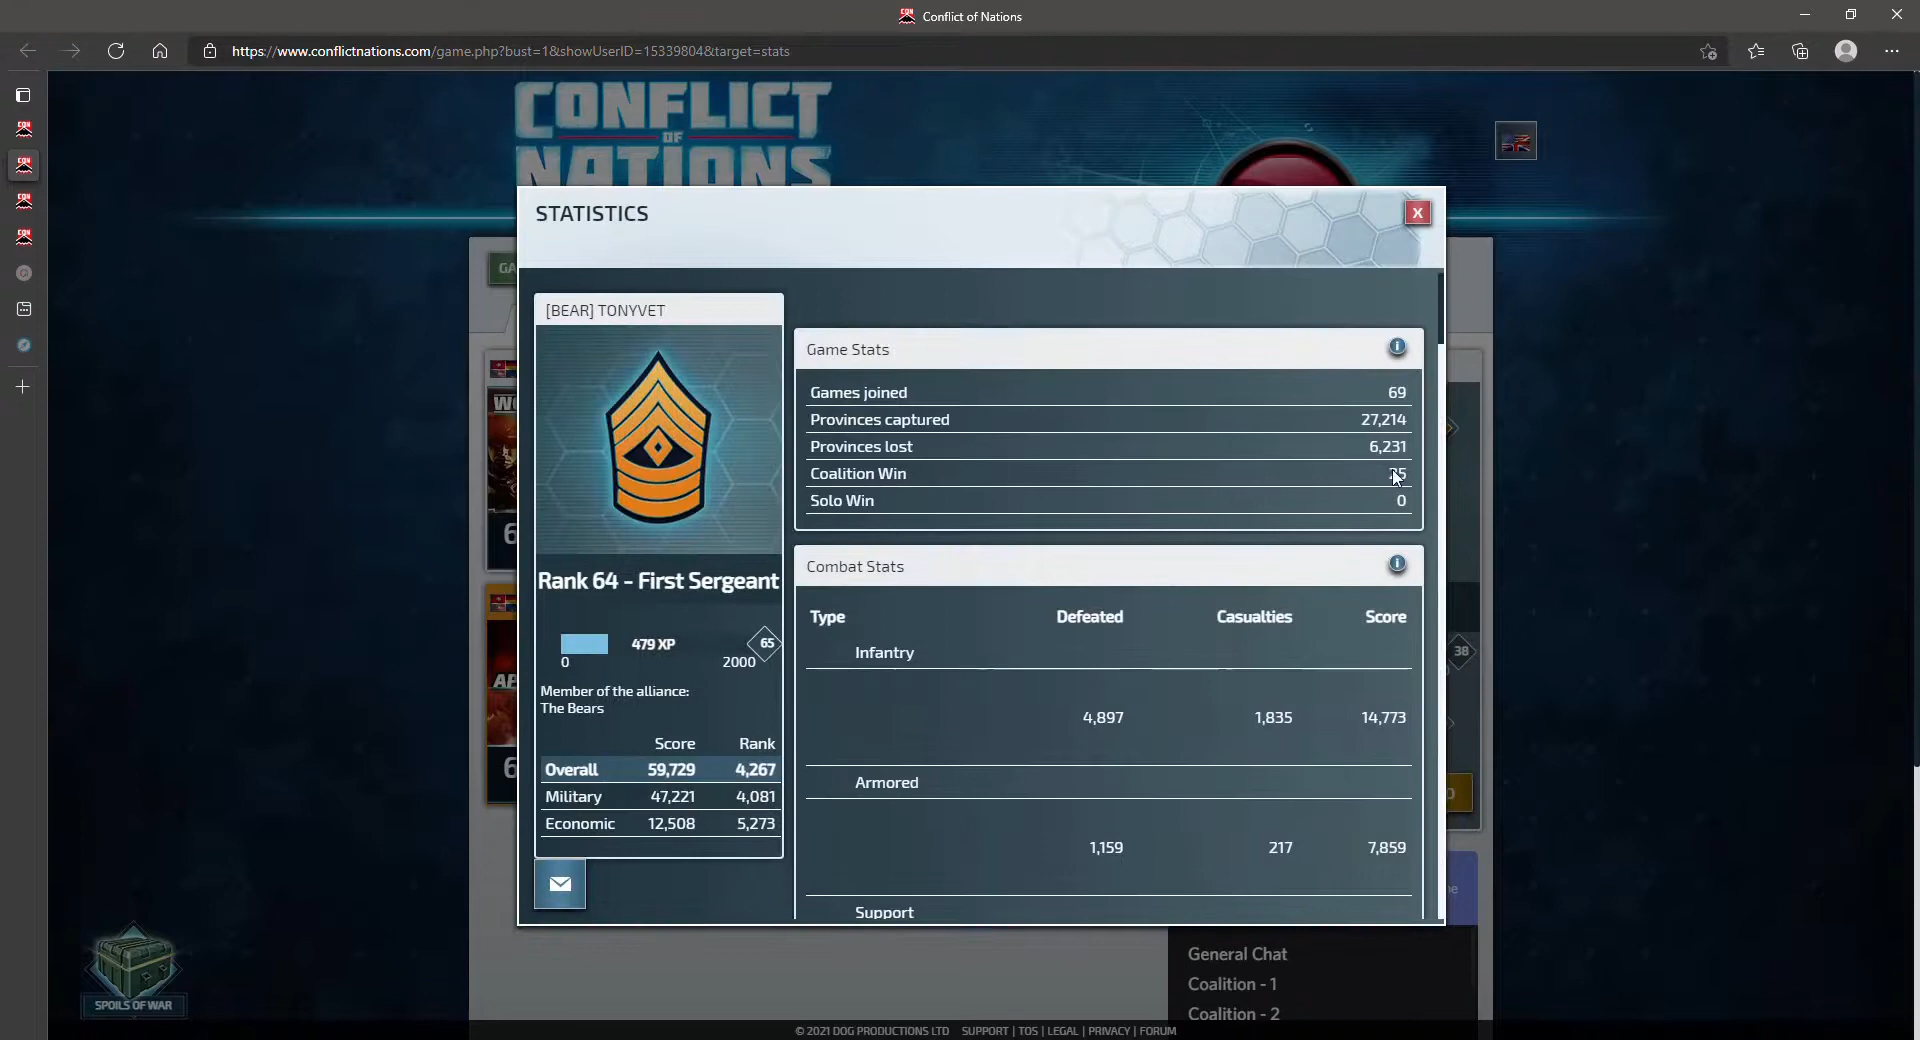 Conflict of Nations
https://www.conflictnations.com/game.php?bust=1&showUserID=15339804&target=stats
CONFLICT
OF
NATIONS
STATISTICS
X
GA
[BEAR] TONYVET
Game Stats
Games joined 69
Provinces captured 27,214
Provinces lost 6,231
Coalition Win
Solo Win 0
Combat Stats
Rank 64 - First Sergeant
Type Defeated Casualties Score
Infantry
479 XP 65
0 2000
38
Member of the alliance:
The Bears
4,897 1,835 14,773
Score Rank
Overall 59,729 4,267
Military 47,221 4,081
Economic 12,508 5,273
Armored
1,159 217 7,859
Support
General Chat
Coalition - 1
Coalition - 2
SPOILS OF WAR
© 2021 DOG PRODUCTIONS LTD SUPPORT | TOS | LEGAL | PRIVACY | FORUM